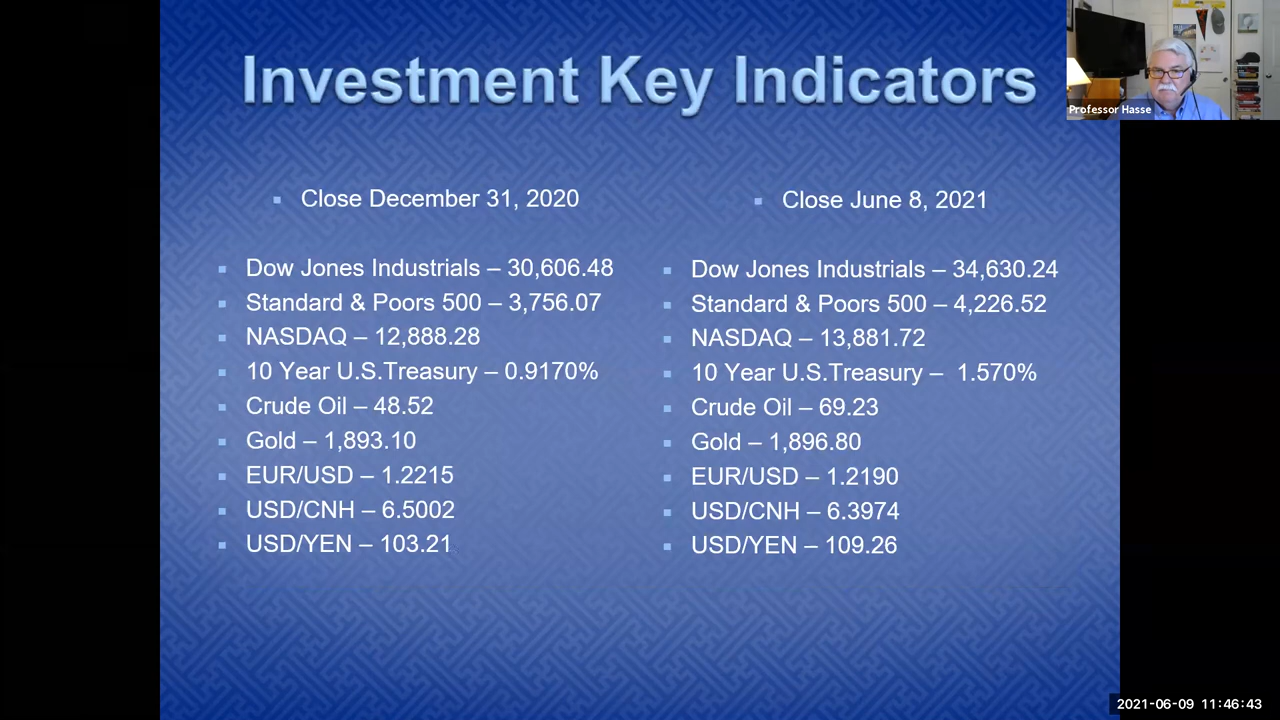 Investment Key Indicators
Professor Hasse
Close December 31, 2020
Dow Jones Industrials – 30,606.48
Standard & Poors 500 – 3,756.07
NASDAQ – 12,888.28
10 Year U.S.Treasury – 0.9170%
Crude Oil – 48.52
Gold – 1,893.10
EUR/USD – 1.2215
USD/CNH – 6.5002
USD/YEN – 103.21
Close June 8, 2021
Dow Jones Industrials – 34,630.24
Standard & Poors 500 – 4,226.52
NASDAQ – 13,881.72
10 Year U.S.Treasury –  1.570%
Crude Oil – 69.23
Gold – 1,896.80
EUR/USD – 1.2190
USD/CNH – 6.3974
USD/YEN – 109.26
2021-06-09 11:46:43